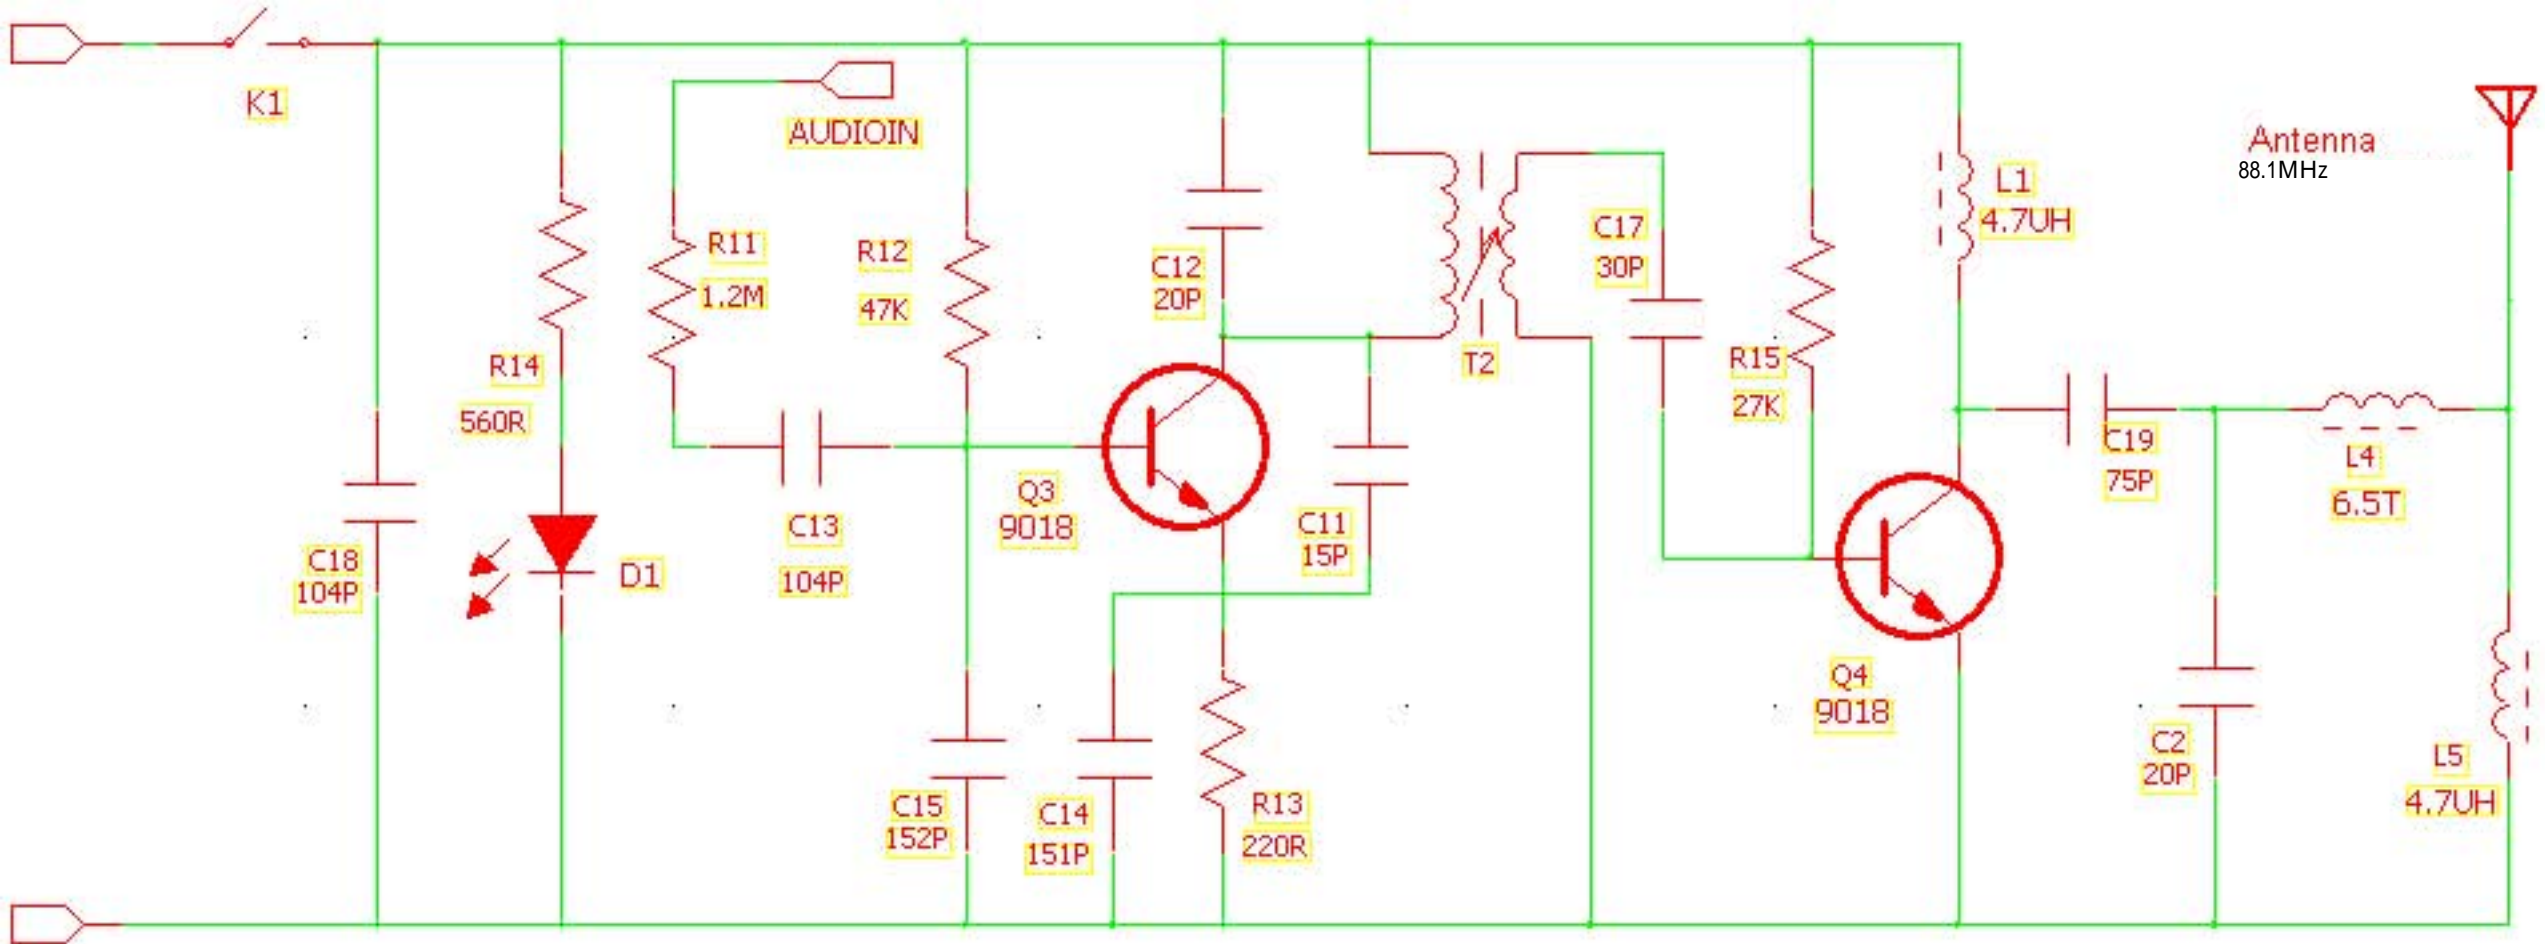 K1
AUDIOIN
Antenna
88.1MHz
L1
4.7UH
R11
1.2M
R12
47K
C12
20P
C17
30P
T2
R15
27K
R14
560R
C19
75P
L4
6.5T
Q3
9018
C13
104P
C11
15P
C18
104P
D1
Q4
9018
C2
20P
L5
4.7UH
C15
152P
C14
151P
R13
220R